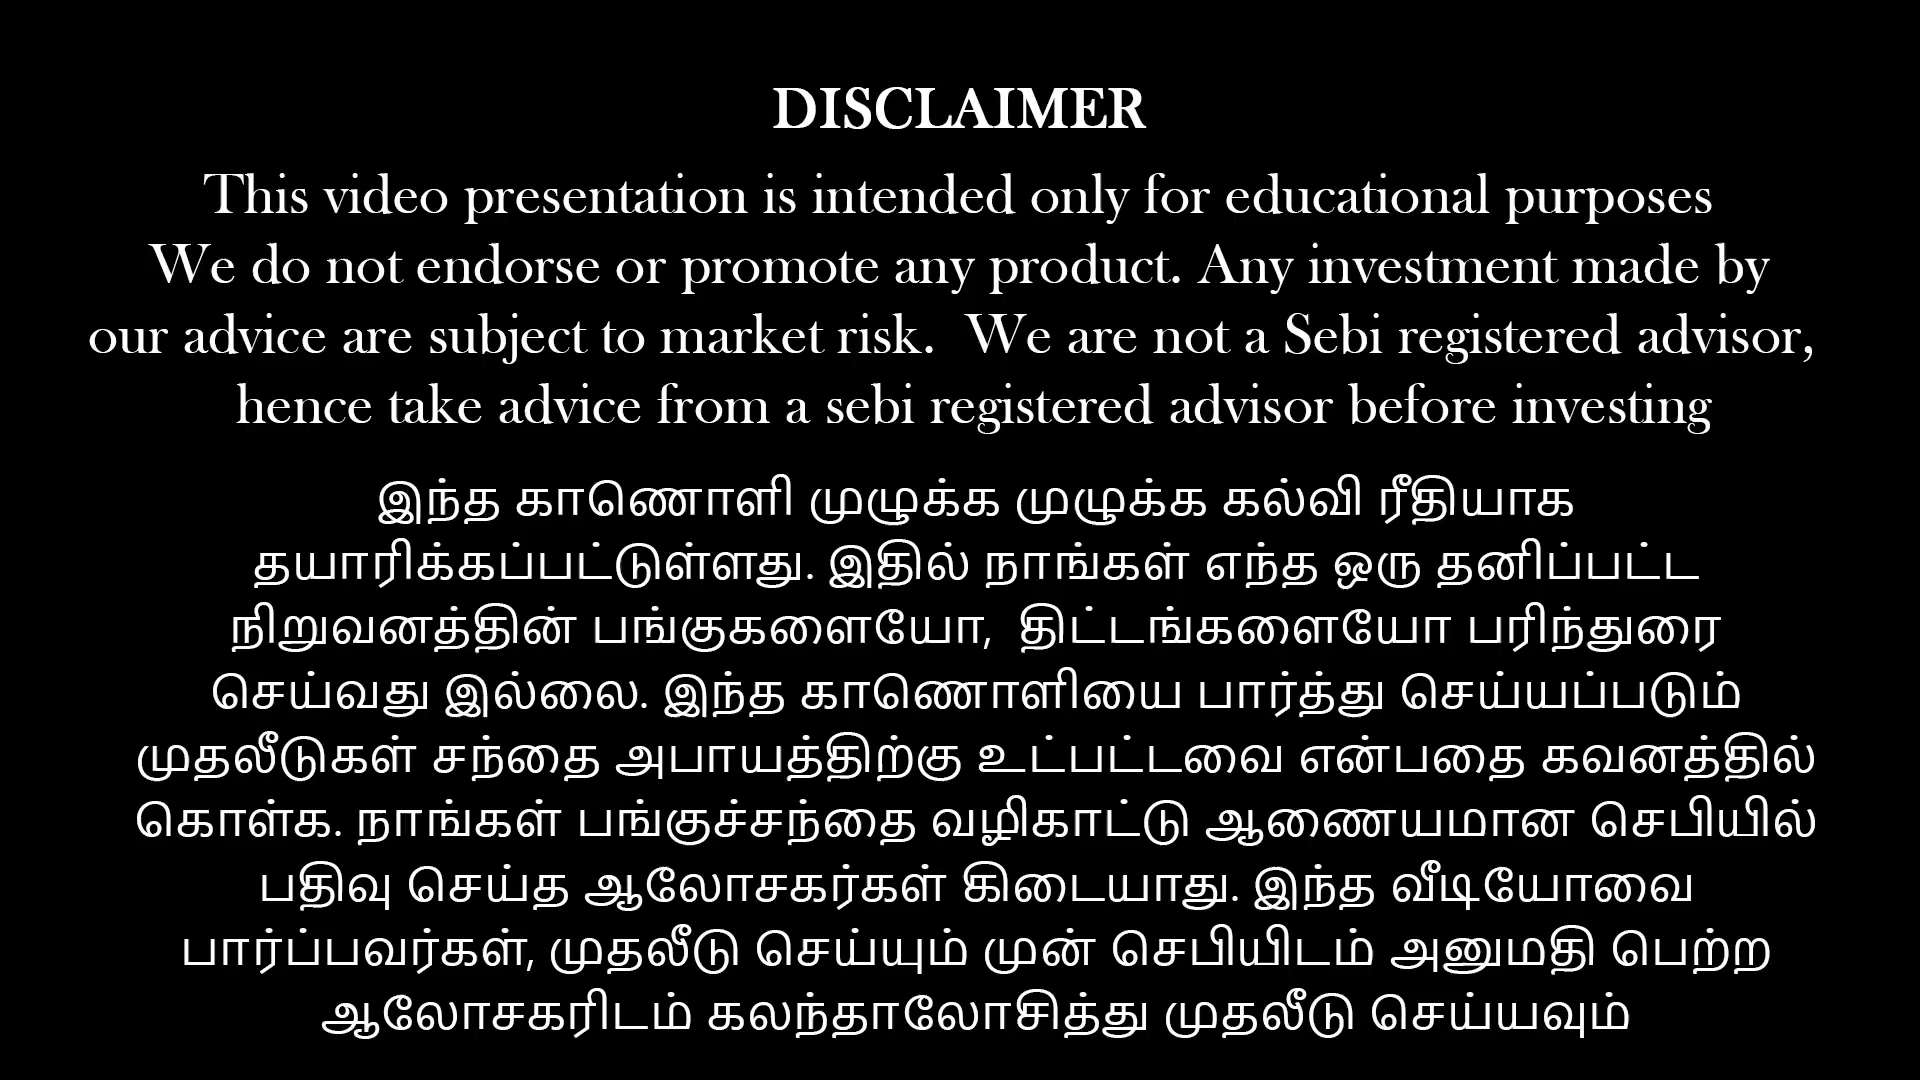 DISCLAIMER
This video presentation is intended only for educational purposes
We do not endorse or promote any product. Any investment made by
our advice are subject to market risk.  We are not a Sebi registered advisor,
hence take advice from a sebi registered advisor before investing
இந்த காணொளி முழுக்க முழுக்க கல்வி ரீதியாக
தயாரிக்கப்பட்டுள்ளது. இதில் நாங்கள் எந்த ஒரு தனிப்பட்ட
நிறுவனத்தின் பங்குகளையோ,  திட்டங்களையோ பரிந்துரை
செய்வது இல்லை. இந்த காணொளியை பார்த்து செய்யப்படும்
முதலீடுகள் சந்தை அபாயத்திற்கு உட்பட்டவை என்பதை கவனத்தில்
கொள்க. நாங்கள் பங்குச்சந்தை வழிகாட்டு ஆணையமான செபியில்
பதிவு செய்த ஆலோசகர்கள் கிடையாது. இந்த வீடியோவை
பார்ப்பவர்கள், முதலீடு செய்யும் முன் செபியிடம் அனுமதி பெற்ற
ஆலோசகரிடம் கலந்தாலோசித்து முதலீடு செய்யவும்